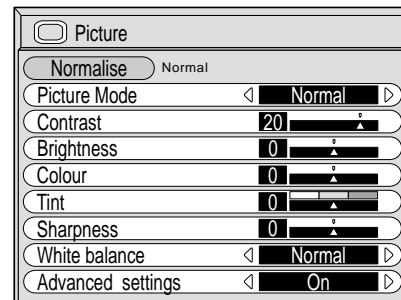 Picture
Normalise Normal
Picture Mode Normal
Contrast 20
Brightness 0
Colour 0
Tint 0
Sharpness 0
White balance Normal
Advanced settings On